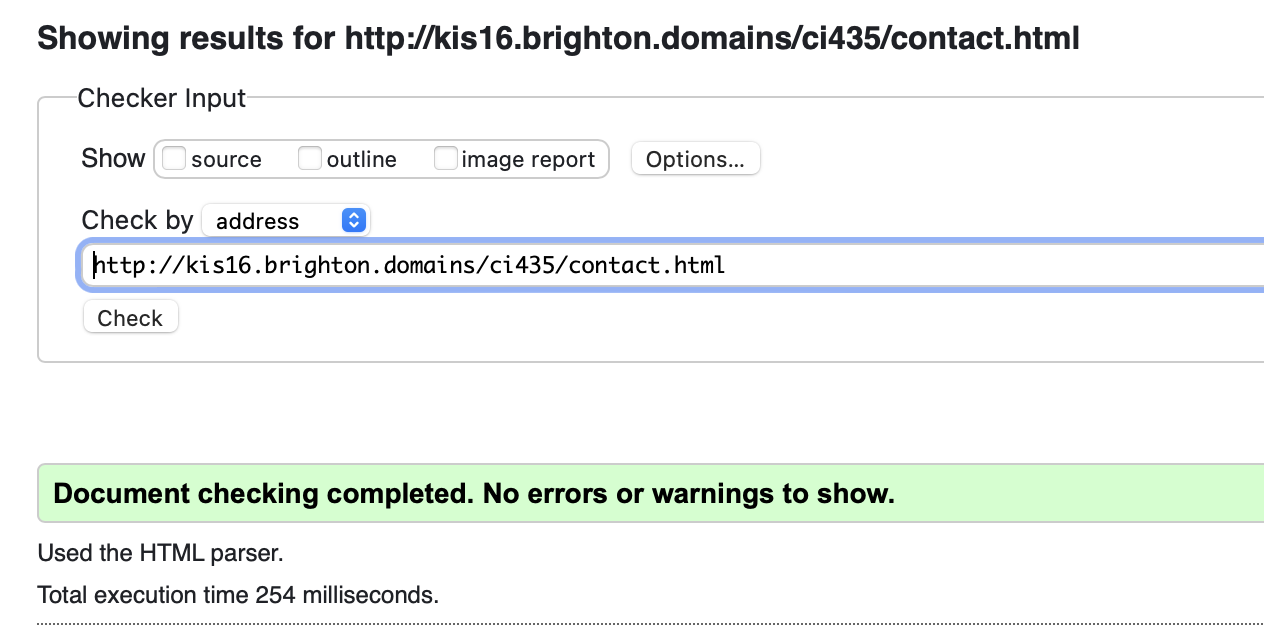 Showing results for http://kis16.brighton.domains/ci435/contact.html
Checker Input
Show source outline image report Options...
Check by address
http://kis16.brighton.domains/ci435/contact.html
Check
Document checking completed. No errors or warnings to show.
Used the HTML parser.
Total execution time 254 milliseconds.